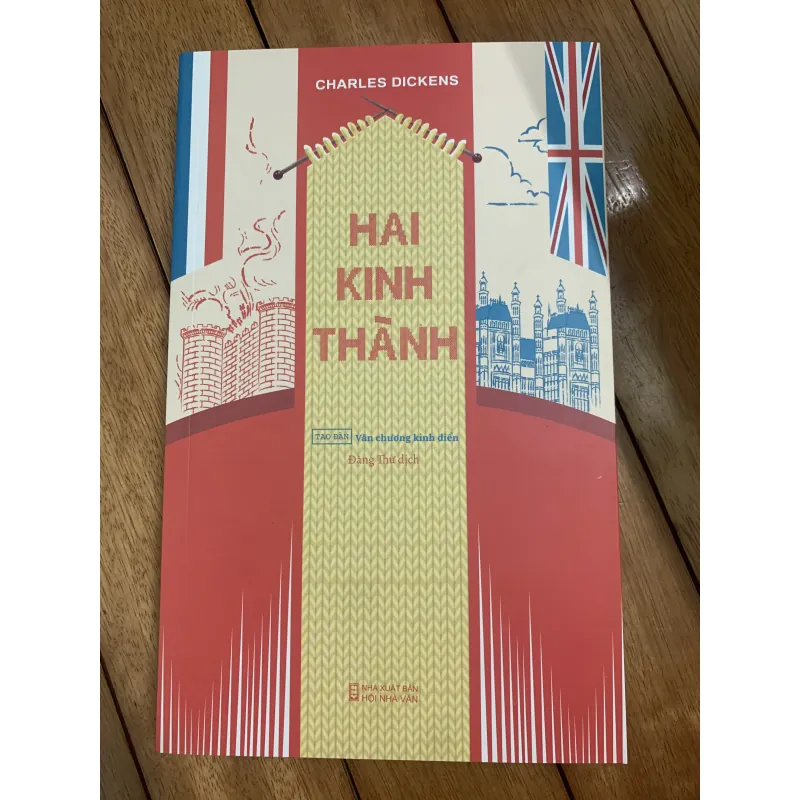 CHARLES DICKENS
HAI
KINH
THÀNH
TAO ĐÀN Văn chương kinh điển
Đăng Thư dịch
NHÀ XUẤT BẢN
HỘI NHÀ VĂN